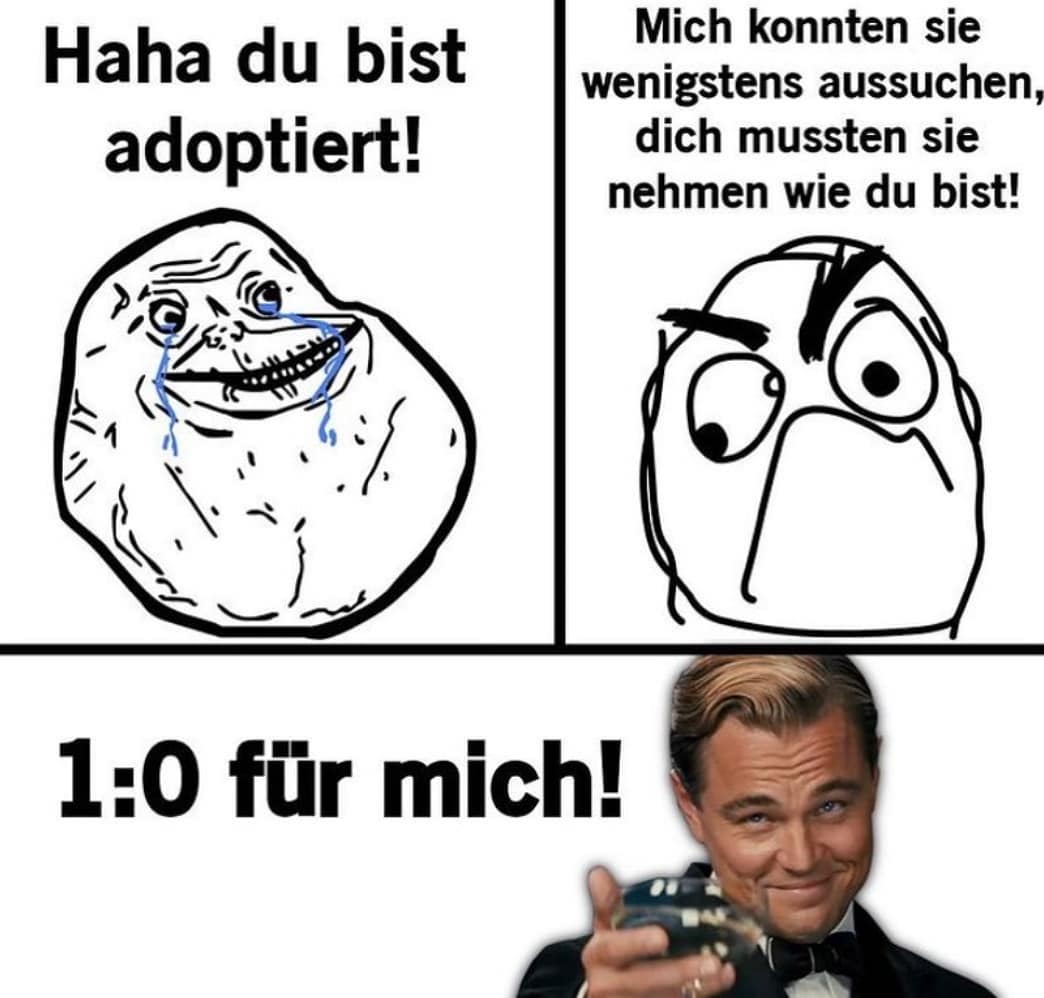 Haha du bist
adoptiert!
Mich konnten sie
wenigstens aussuchen,
dich mussten sie
nehmen wie du bist!
1:0 für mich!